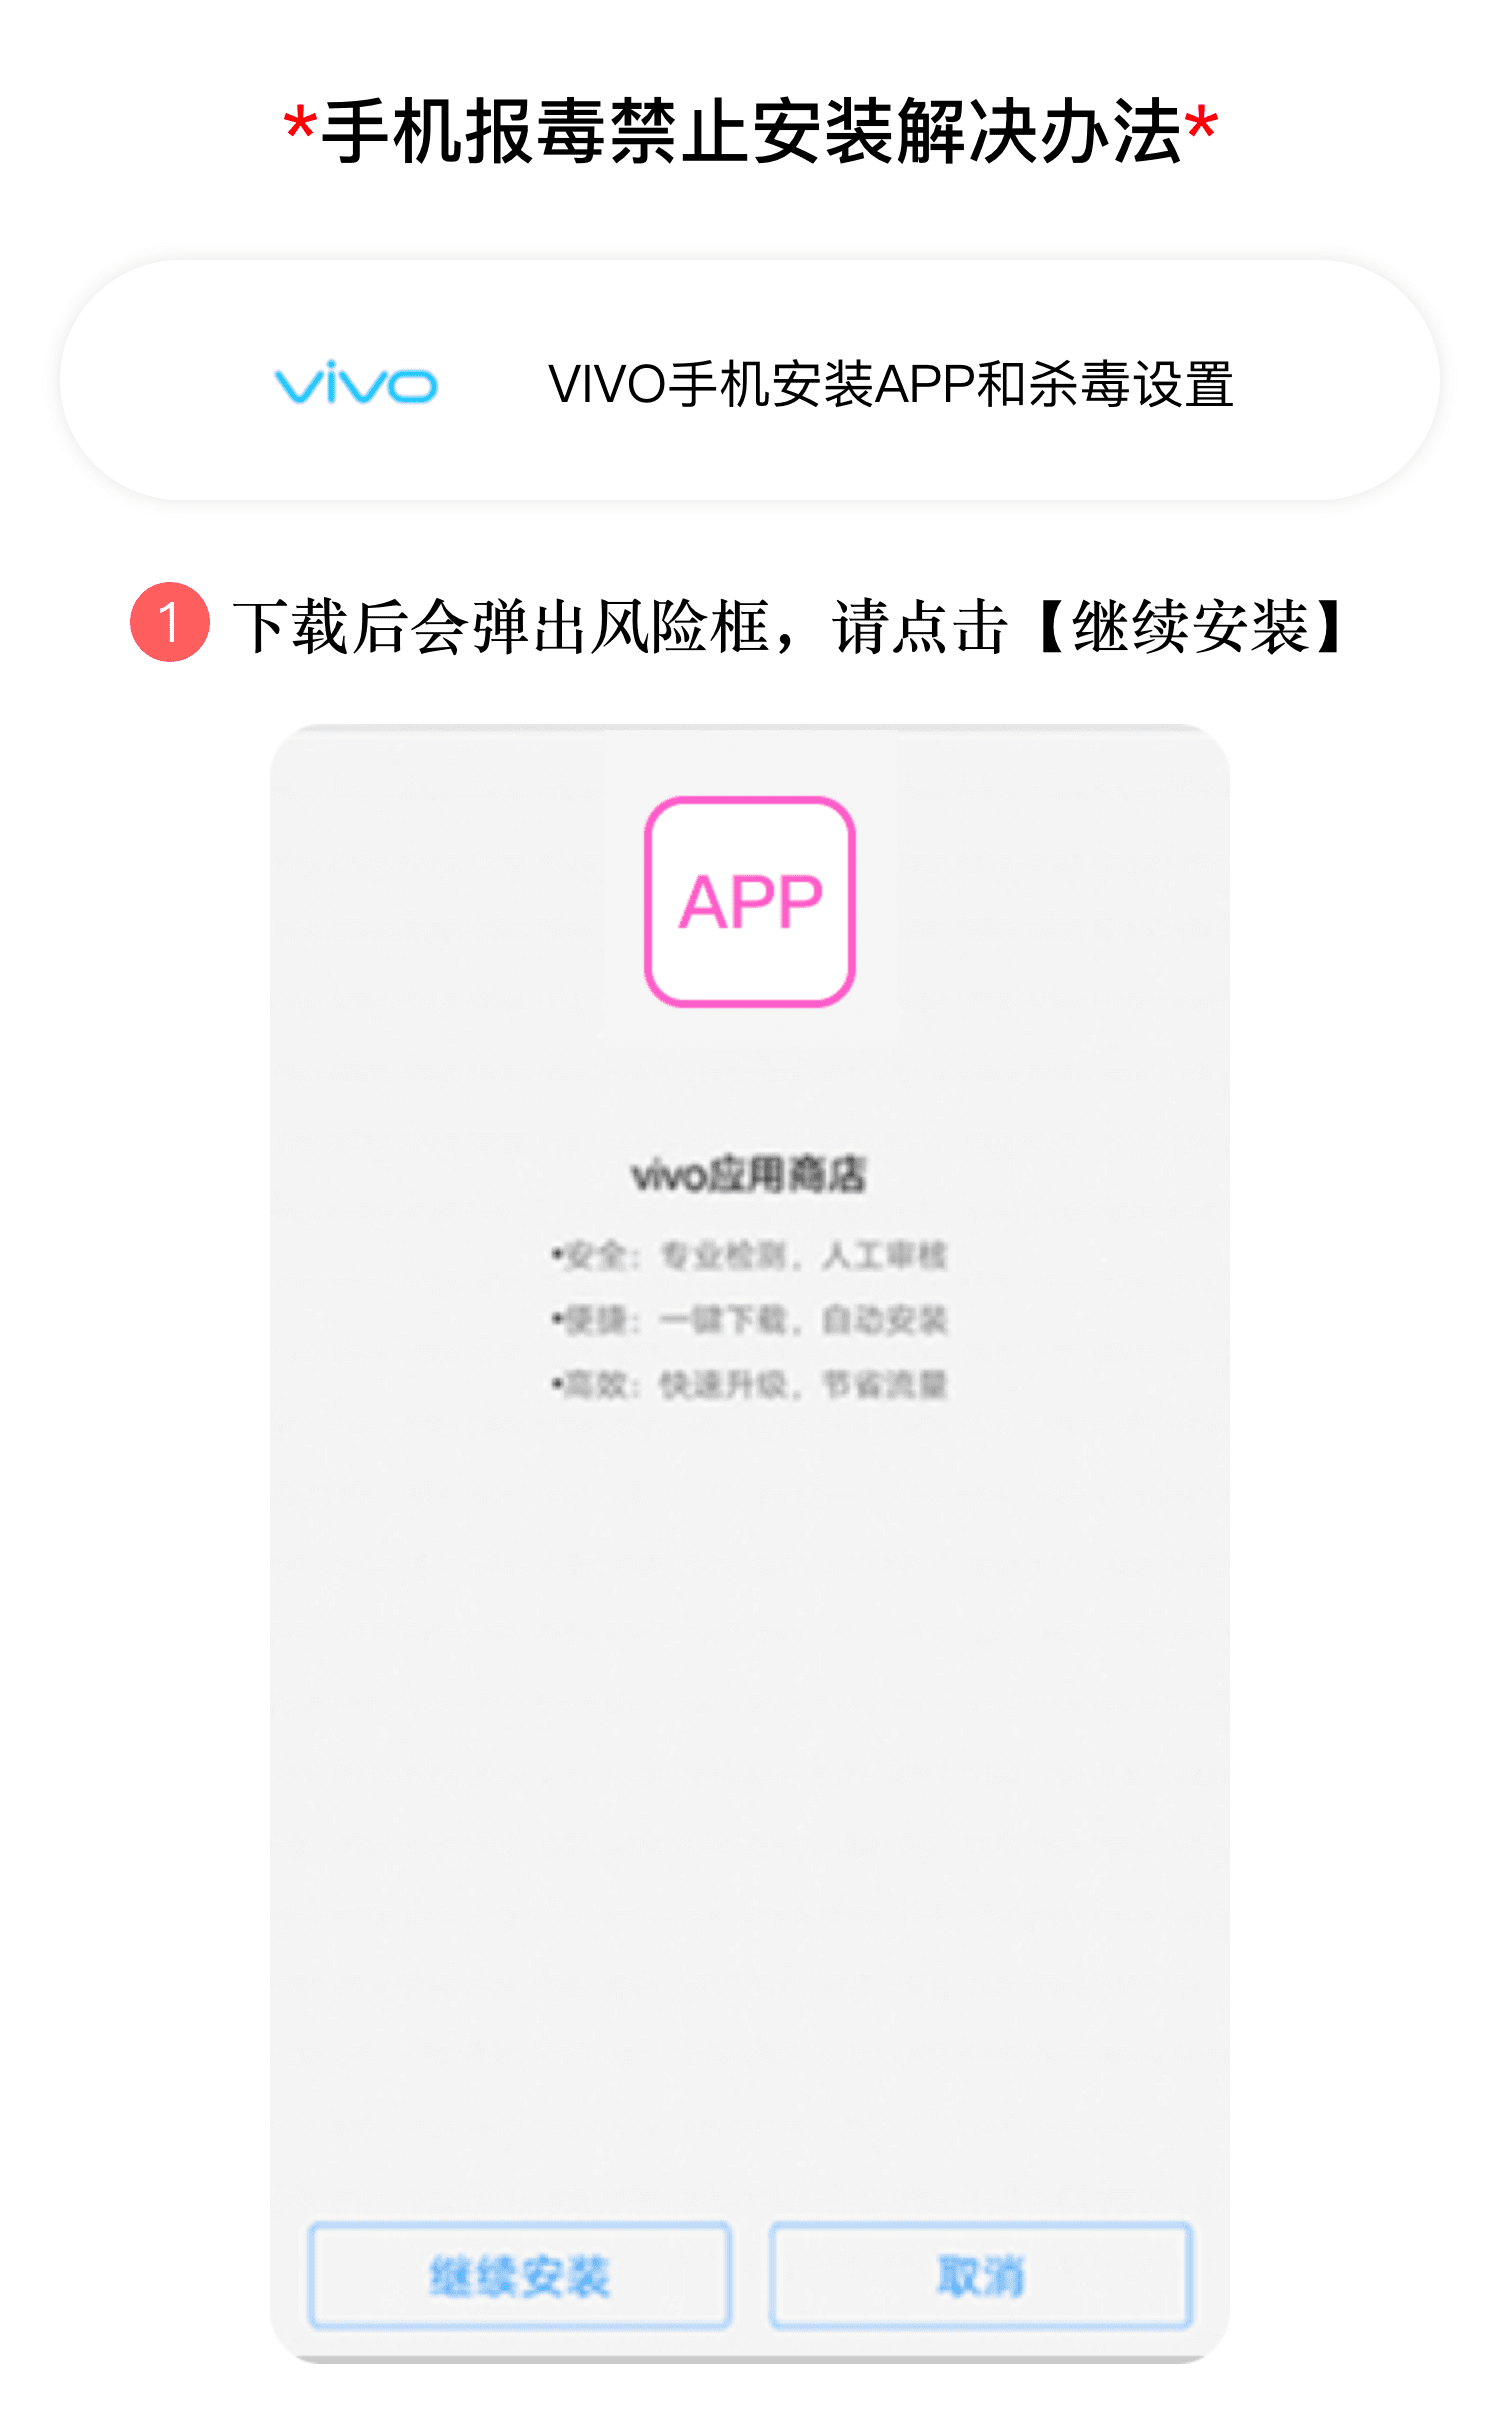 *手机报毒禁止安装解决办法*
vivo VIVO手机安装APP和杀毒设置
1 下载后会弹出风险框，请点击【继续安装】
APP
vivo应用商店
•安全：专业检测，人工审核
•便捷：一键下载，自动安装
•高效：快速升级，节省流量
继续安装 取消